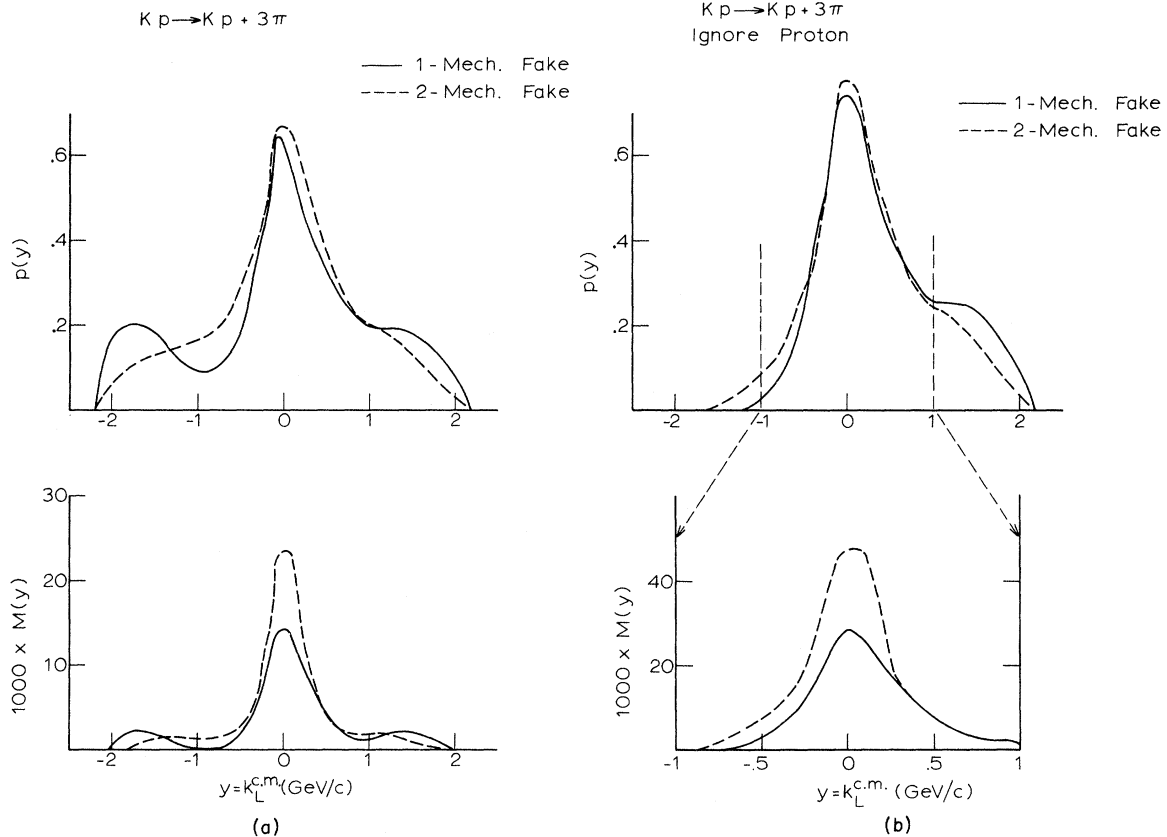 K p → K p + 3π
1 - Mech. Fake
2 - Mech. Fake
p(y)
.6
.4
.2
-2 -1 0 1 2
1000 x M(y)
30
20
10
-2 -1 0 1 2
y = k_L^{c.m.} (GeV/c)
(a)
K p → K p + 3π
Ignore Proton
1 - Mech. Fake
2 - Mech. Fake
p(y)
.6
.4
.2
-2 -1 0 1 2
1000 x M(y)
40
20
-1 -.5 0 .5 1
y = k_L^{c.m.} (GeV/c)
(b)